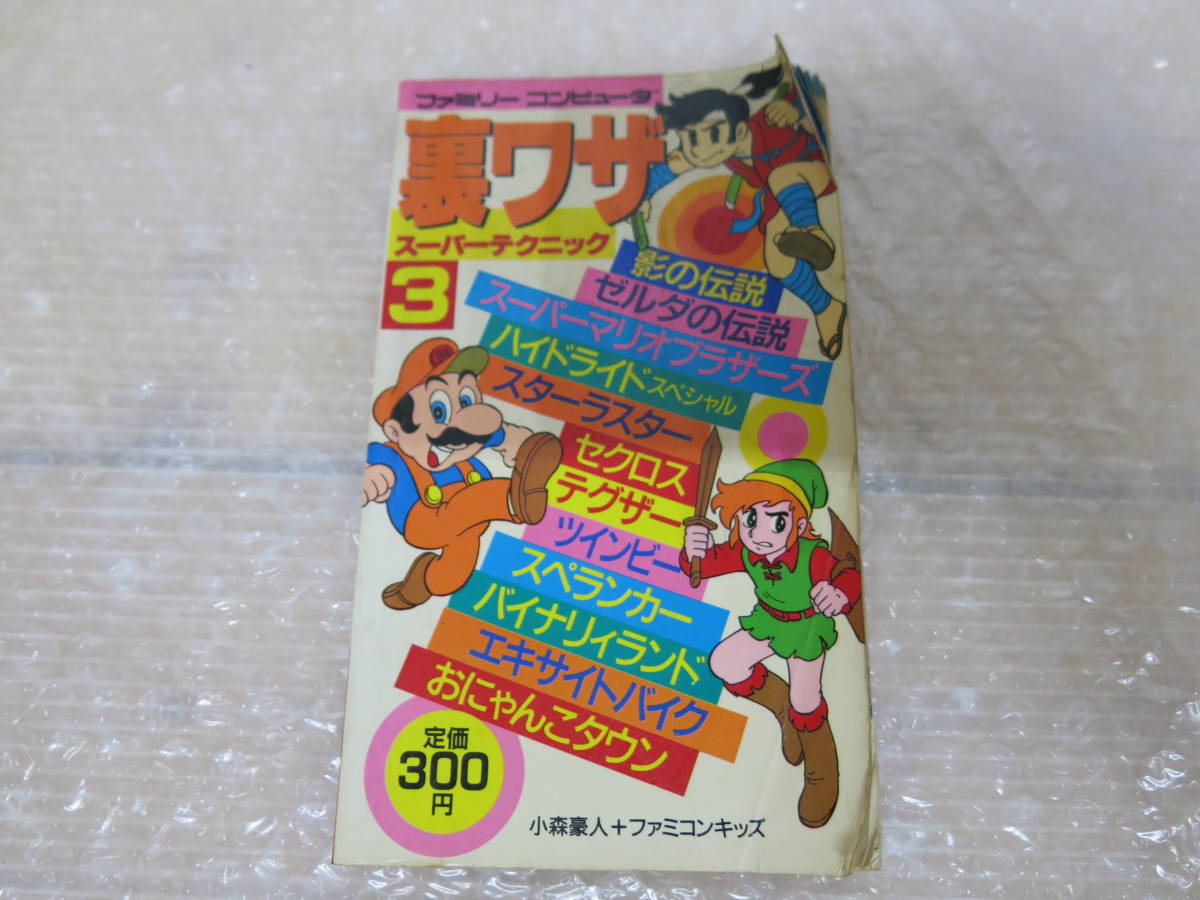 ファミリー コンピュータ
裏ワザ
スーパーテクニック
3
影の伝説
ゼルダの伝説
スーパーマリオブラザーズ
ハイドライドスペシャル
スターラスター
セクロス
テグザー
ツインビー
スペランカー
バイナリィランド
エキサイトバイク
おにゃんこタウン
定価
300
円
小森豪人+ファミコンキッズ